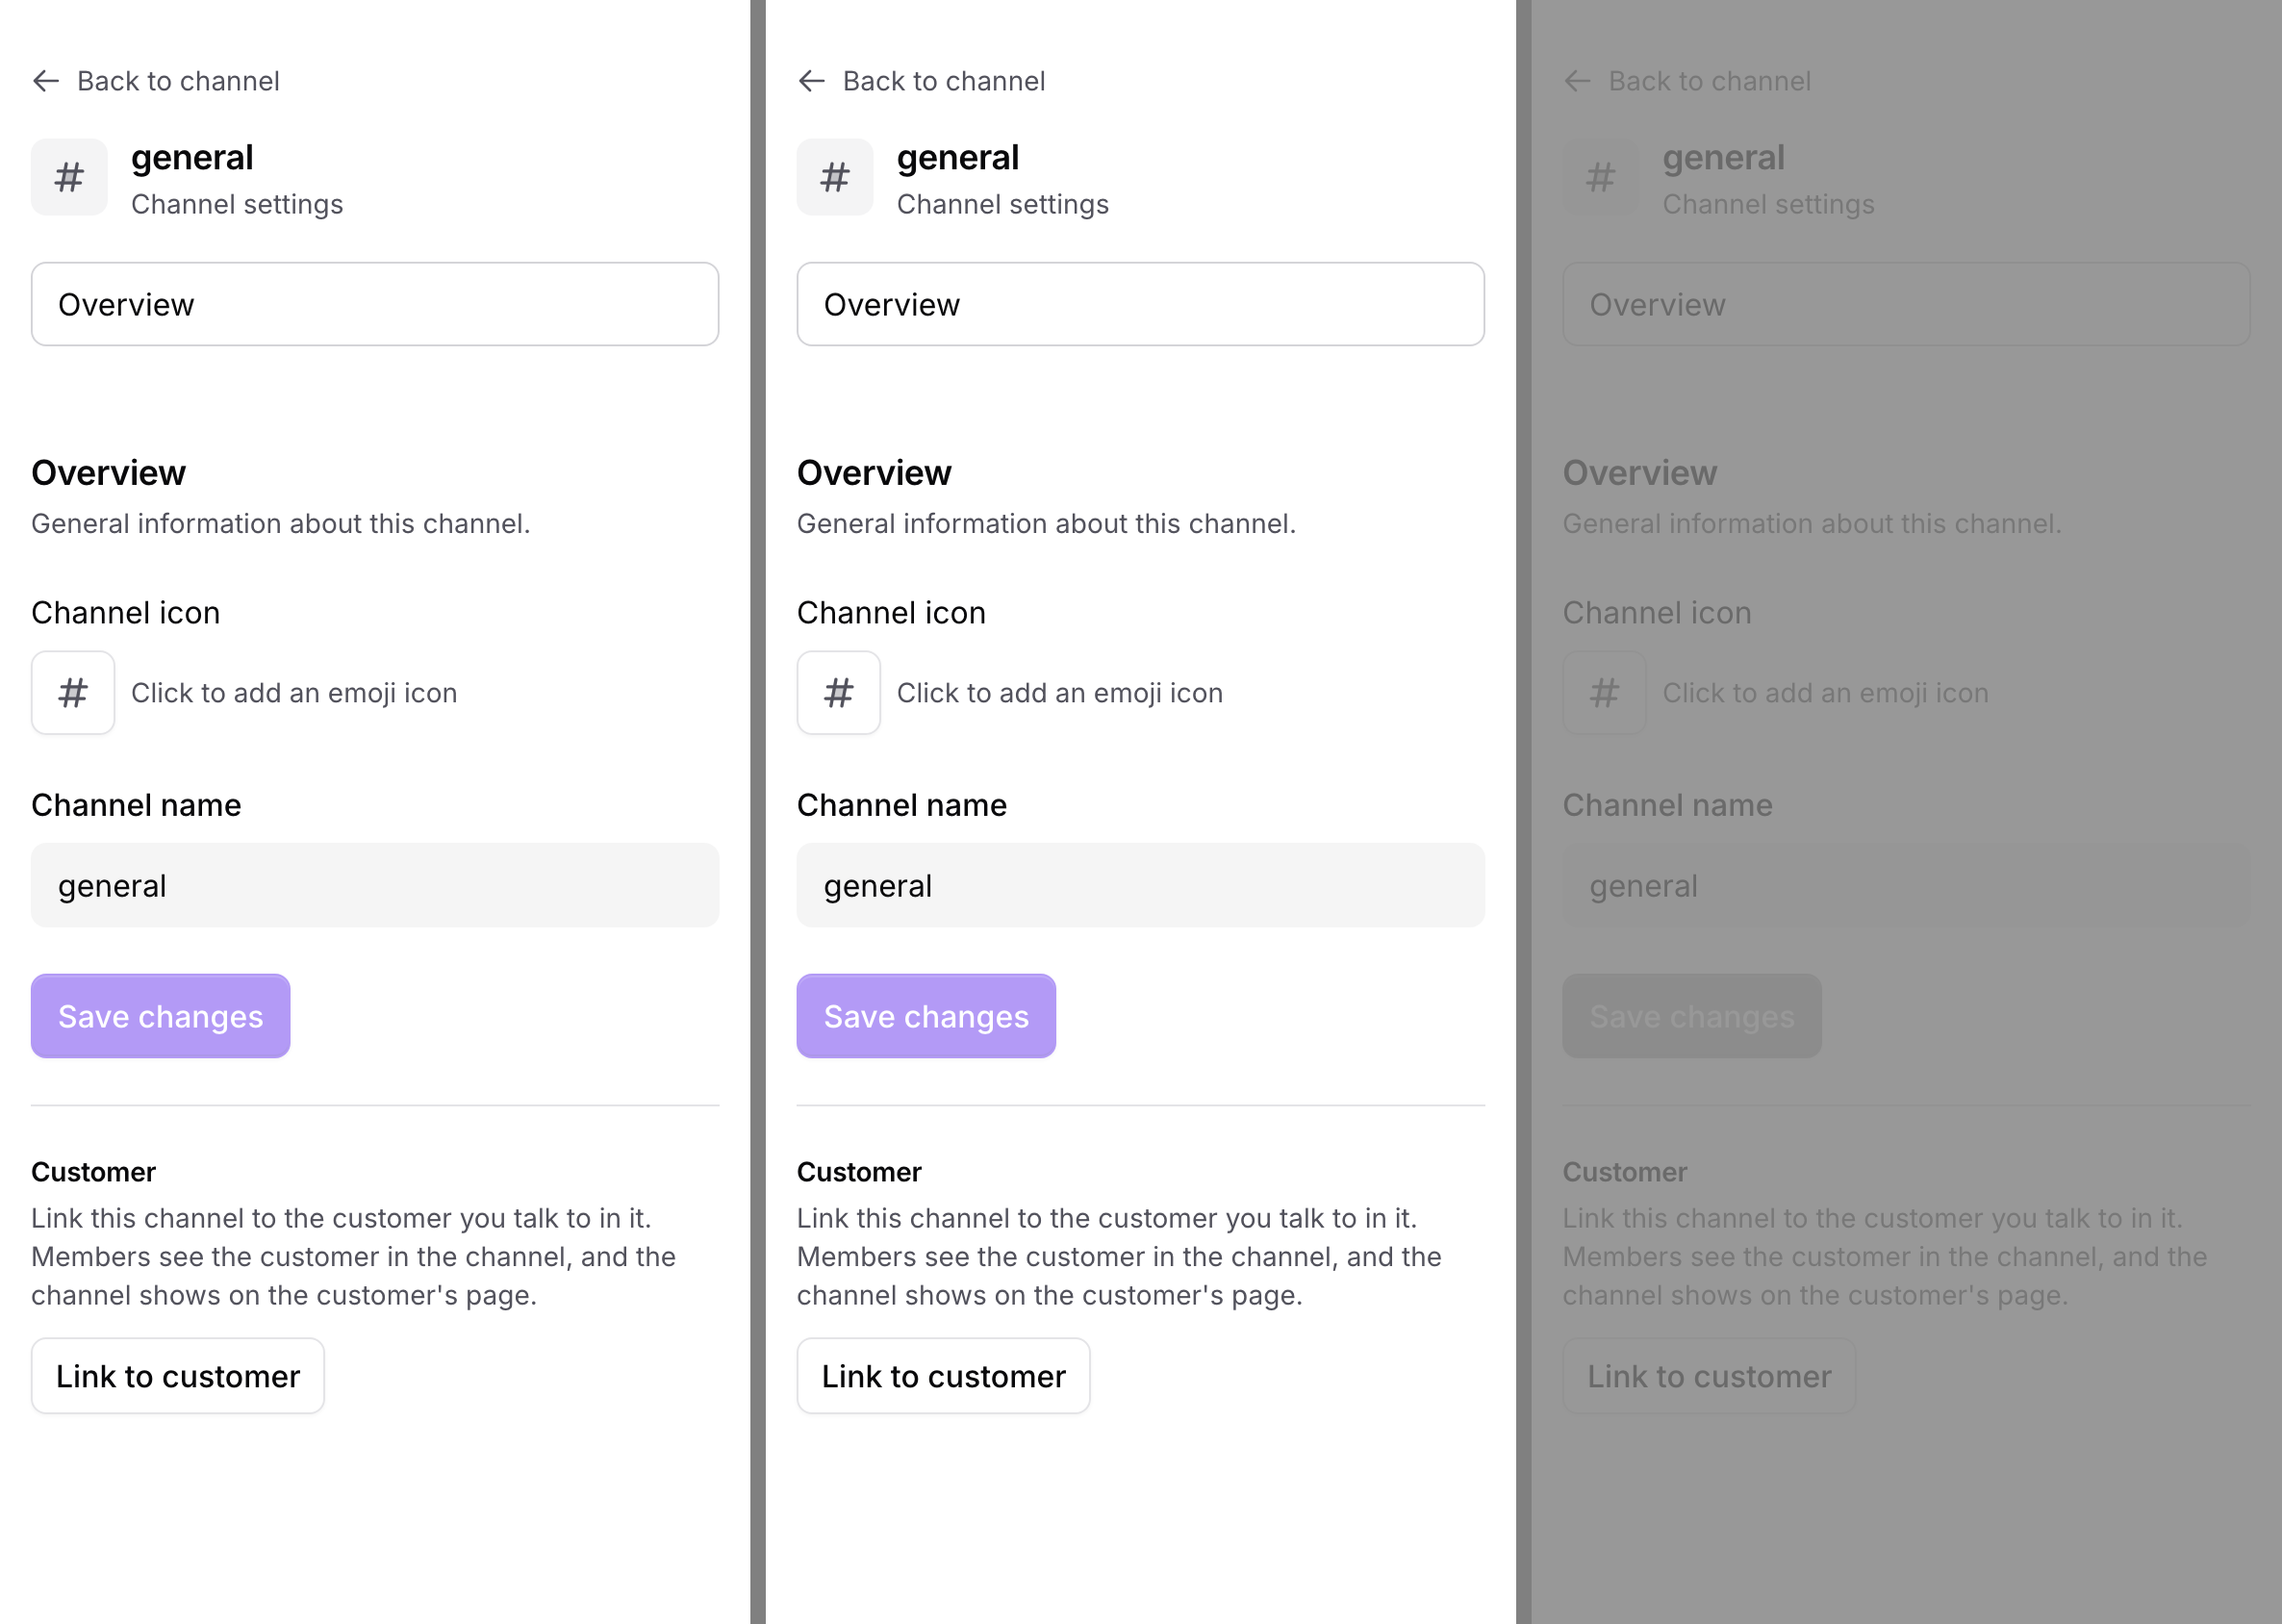 Back to channel
general
Channel settings
Overview
Overview
General information about this channel.
Channel icon
Click to add an emoji icon
Channel name
general
Save changes
Customer
Link this channel to the customer you talk to in it.
Members see the customer in the channel, and the
channel shows on the customer's page.
Link to customer
Back to channel
general
Channel settings
Overview
Overview
General information about this channel.
Channel icon
Click to add an emoji icon
Channel name
general
Save changes
Customer
Link this channel to the customer you talk to in it.
Members see the customer in the channel, and the
channel shows on the customer's page.
Link to customer
Back to channel
general
Channel settings
Overview
Overview
General information about this channel.
Channel icon
Click to add an emoji icon
Channel name
general
Save changes
Customer
Link this channel to the customer you talk to in it.
Members see the customer in the channel, and the
channel shows on the customer's page.
Link to customer